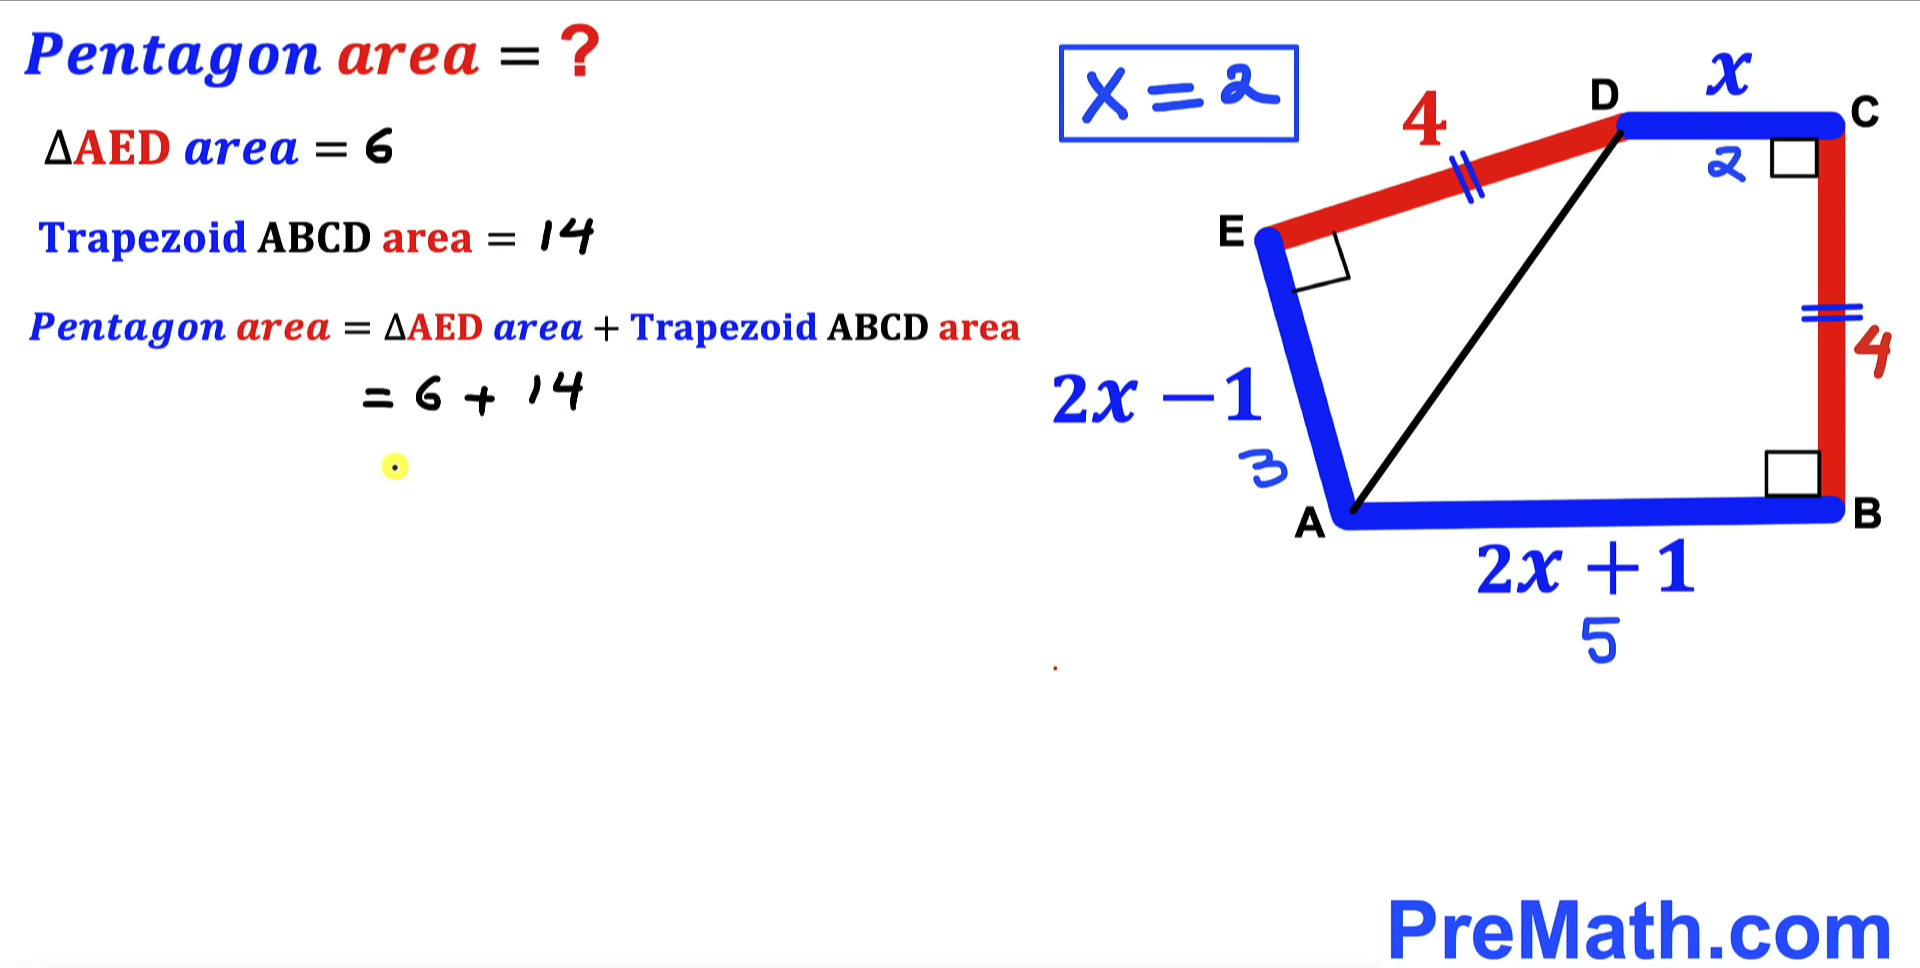 Pentagon area = ?
ΔAED area = 6
Trapezoid ABCD area = 14
Pentagon area = ΔAED area + Trapezoid ABCD area
= 6 + 14
x = 2
4
D
x
C
2
E
4
2x − 1
3
A
B
2x + 1
5
PreMath.com